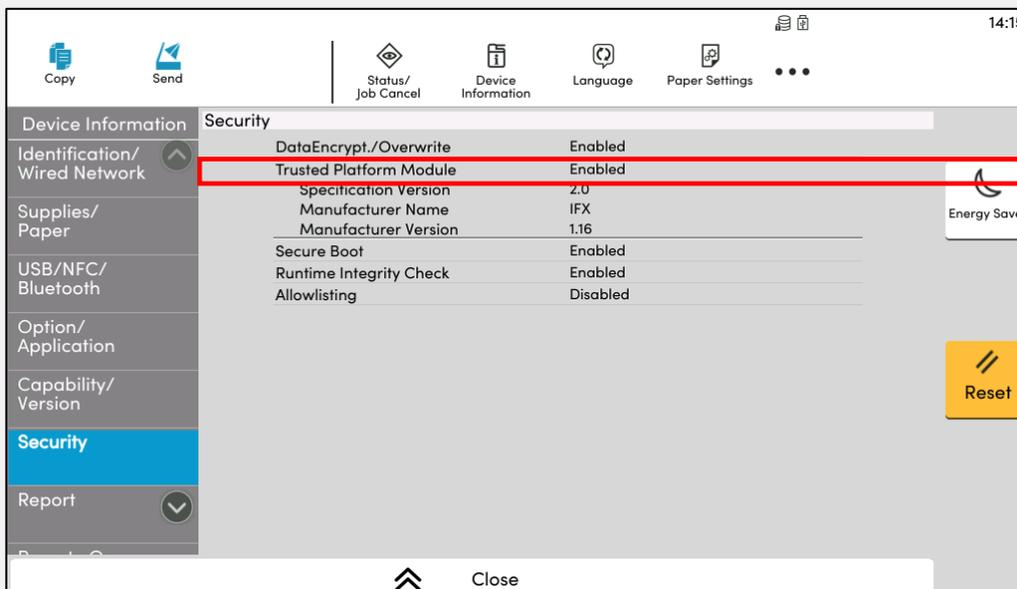 14:15
Copy
Send
Status/
Job Cancel
Device
Information
Language
Paper Settings
Device Information
Identification/
Wired Network
Supplies/
Paper
USB/NFC/
Bluetooth
Option/
Application
Capability/
Version
Security
Report
Security
DataEncrypt./Overwrite Enabled
Trusted Platform Module Enabled
Specification Version 2.0
Manufacturer Name IFX
Manufacturer Version 1.16
Secure Boot Enabled
Runtime Integrity Check Enabled
Allowlisting Disabled
Energy Save
Reset
Close